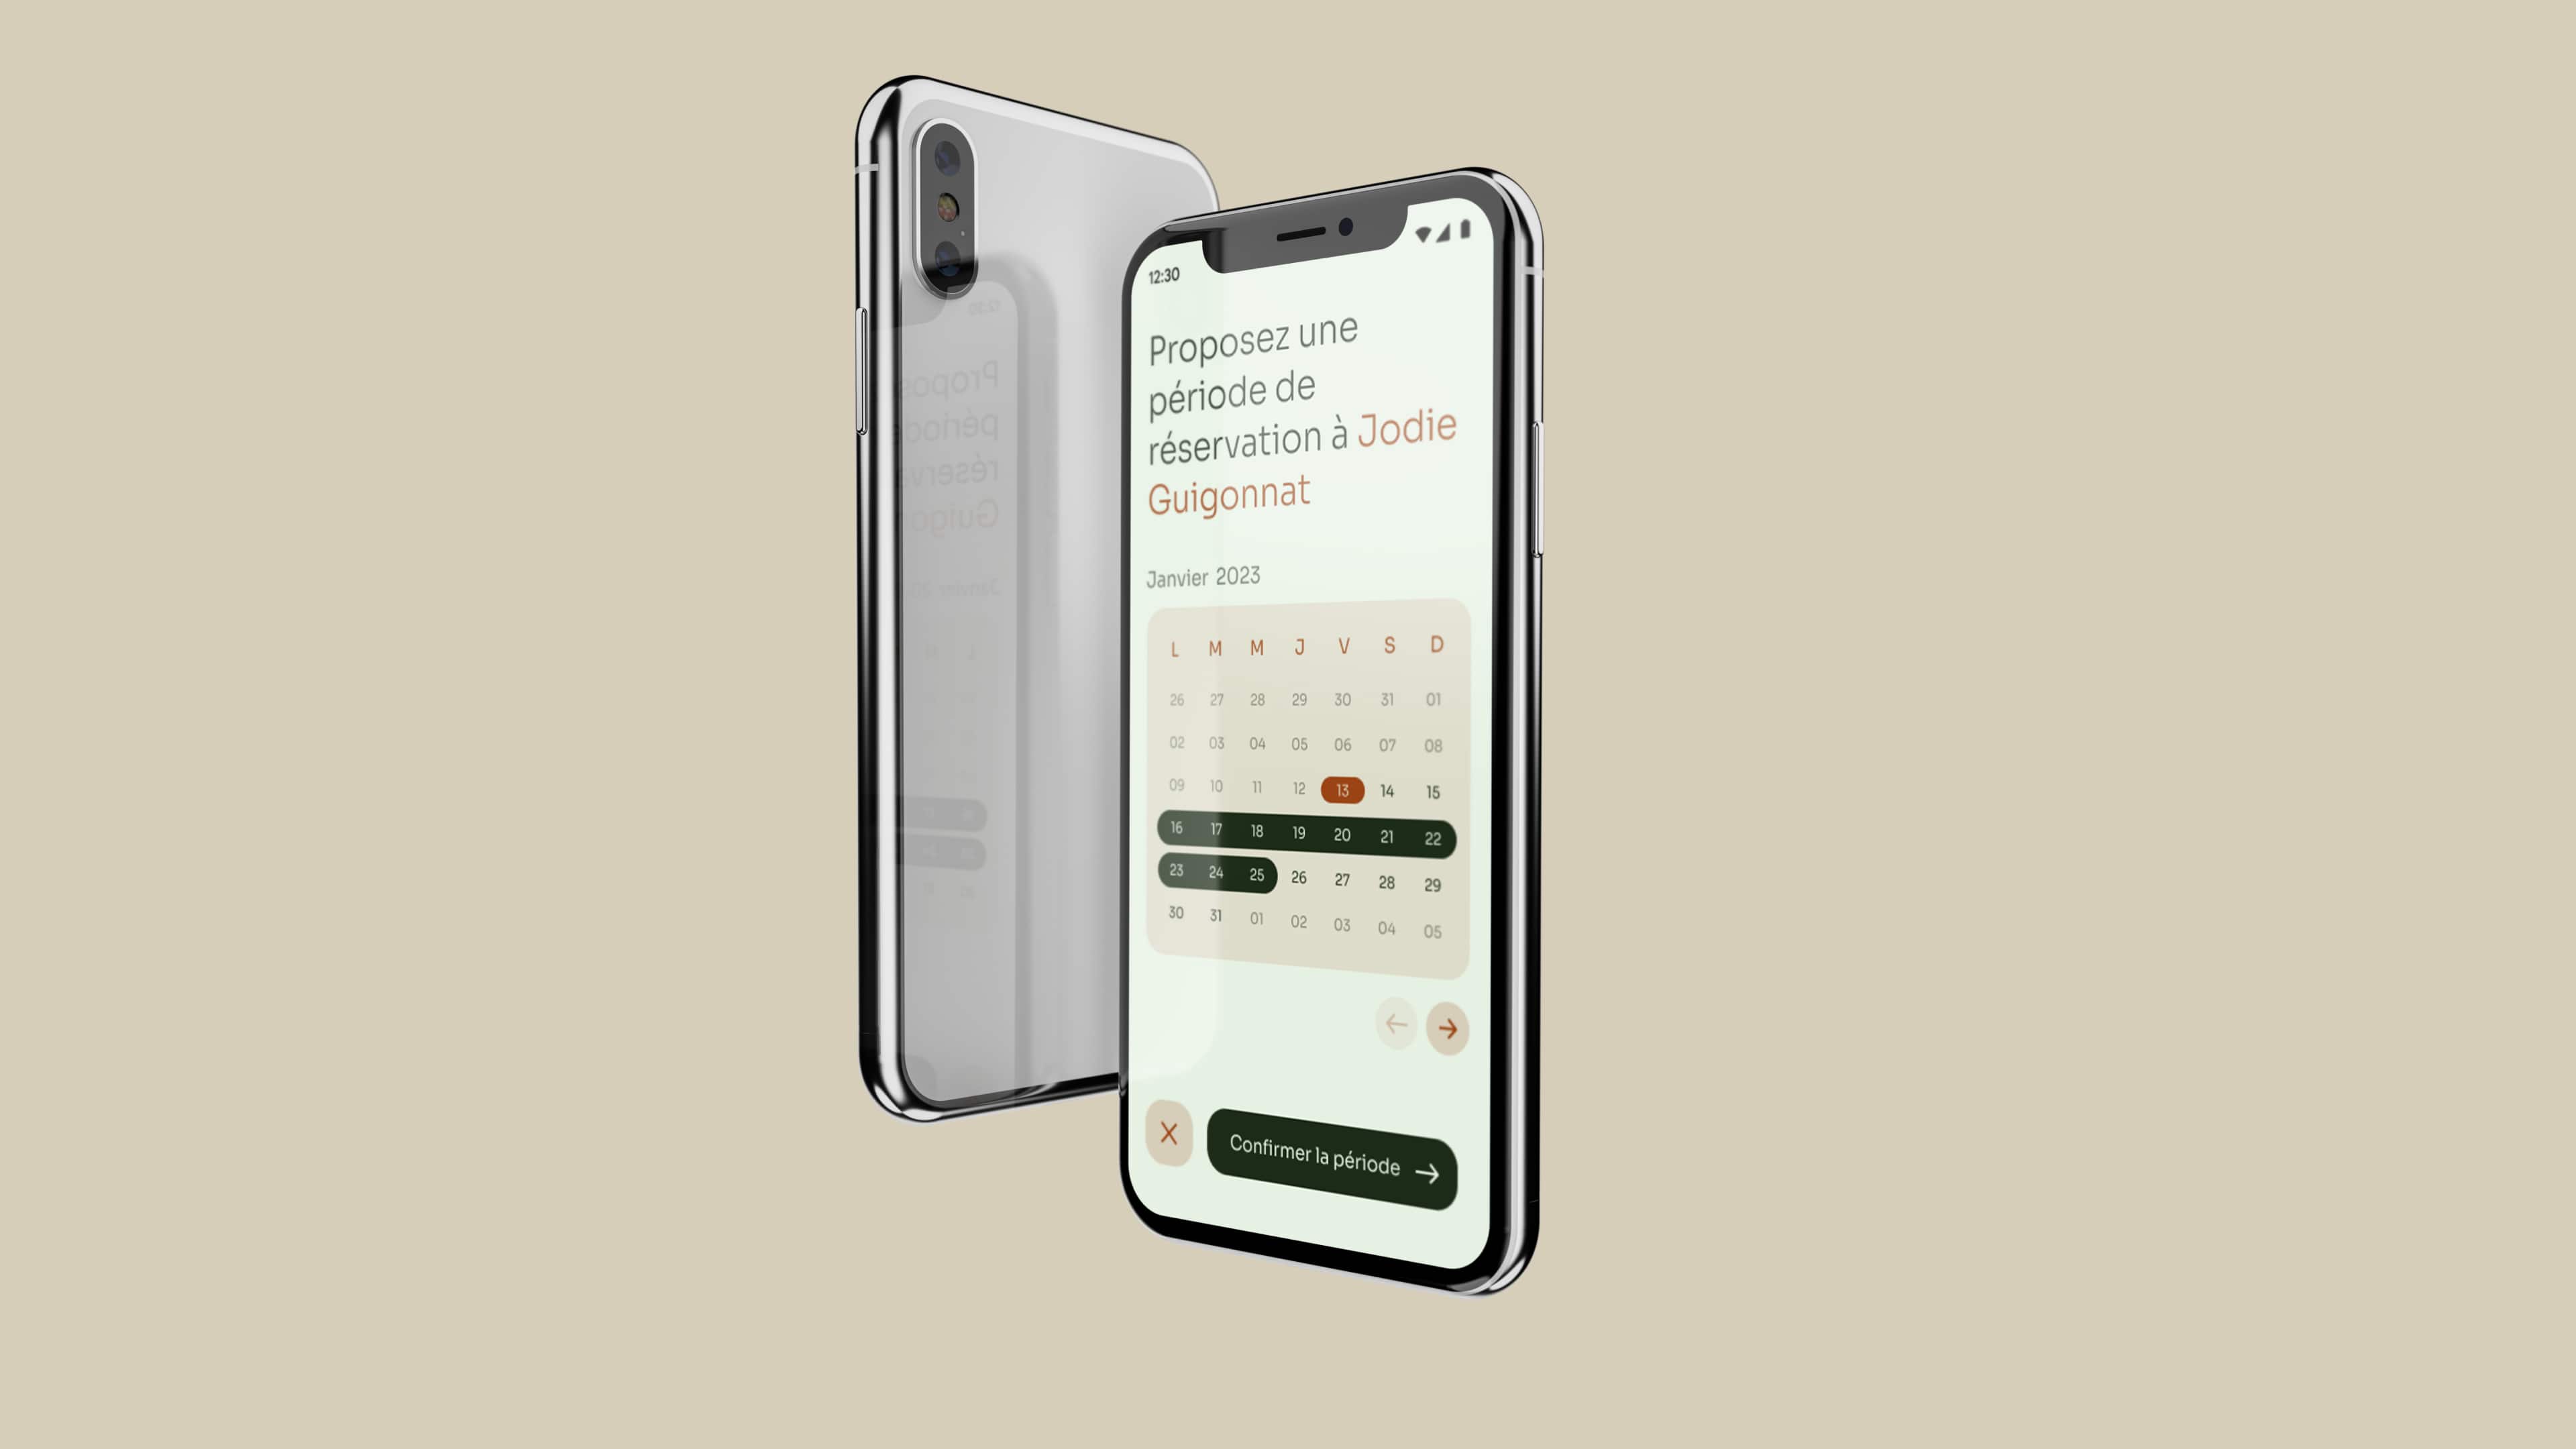 12:30
Proposez une
période de
réservation à Jodie
Guigonnat
Janvier 2023
L M M J V S D
26 27 28 29 30 31 01
02 03 04 05 06 07 08
09 10 11 12 13 14 15
16 17 18 19 20 21 22
23 24 25 26 27 28 29
30 31 01 02 03 04 05
Confirmer la période